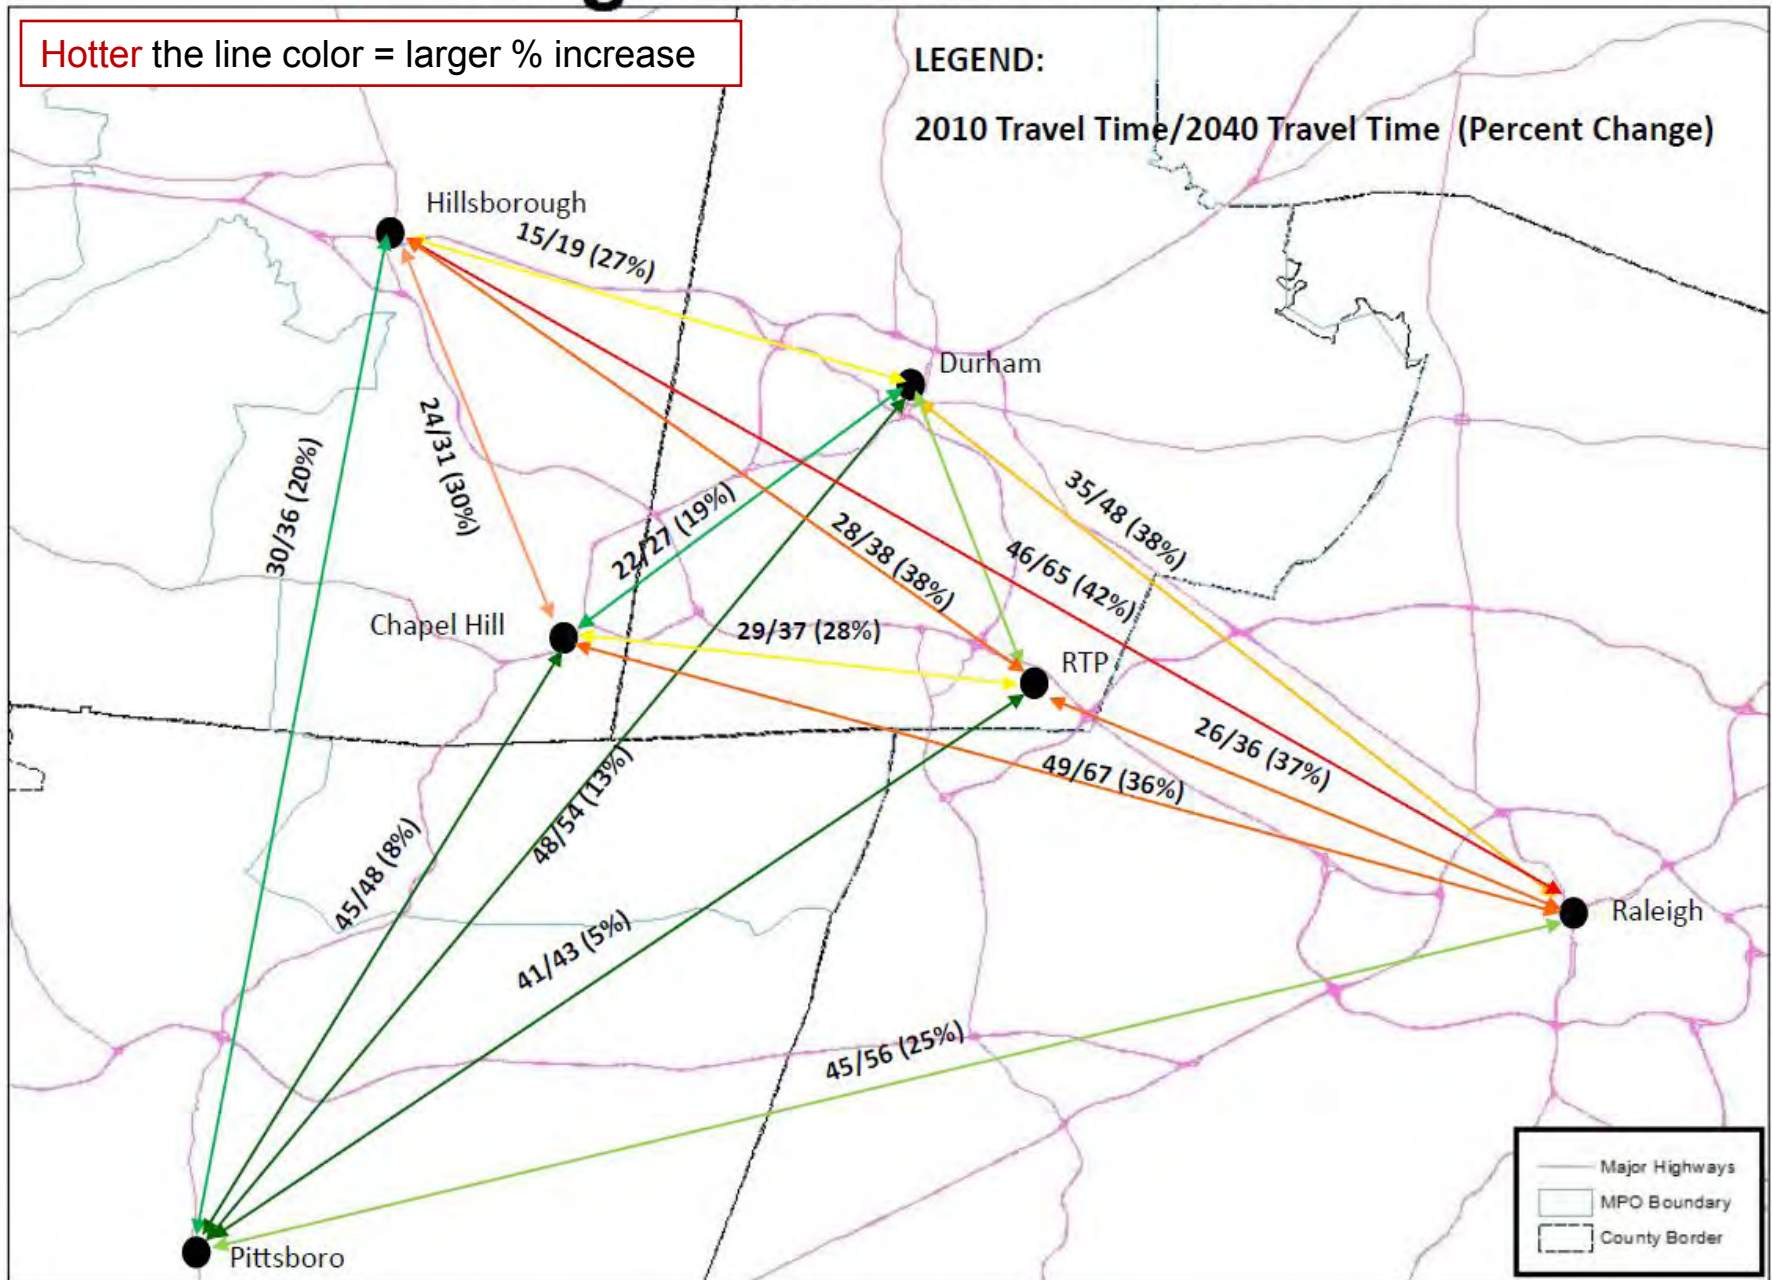 Hotter the line color = larger % increase
LEGEND:
2010 Travel Time/2040 Travel Time (Percent Change)
Hillsborough
15/19 (27%)
Durham
24/31 (30%)
30/36 (20%)
22/27 (19%)
28/38 (38%)
35/48 (38%)
46/65 (42%)
Chapel Hill
29/37 (28%)
RTP
26/36 (37%)
49/67 (36%)
48/54 (13%)
45/48 (8%)
41/43 (5%)
Raleigh
45/56 (25%)
Pittsboro
Major Highways
MPO Boundary
County Border